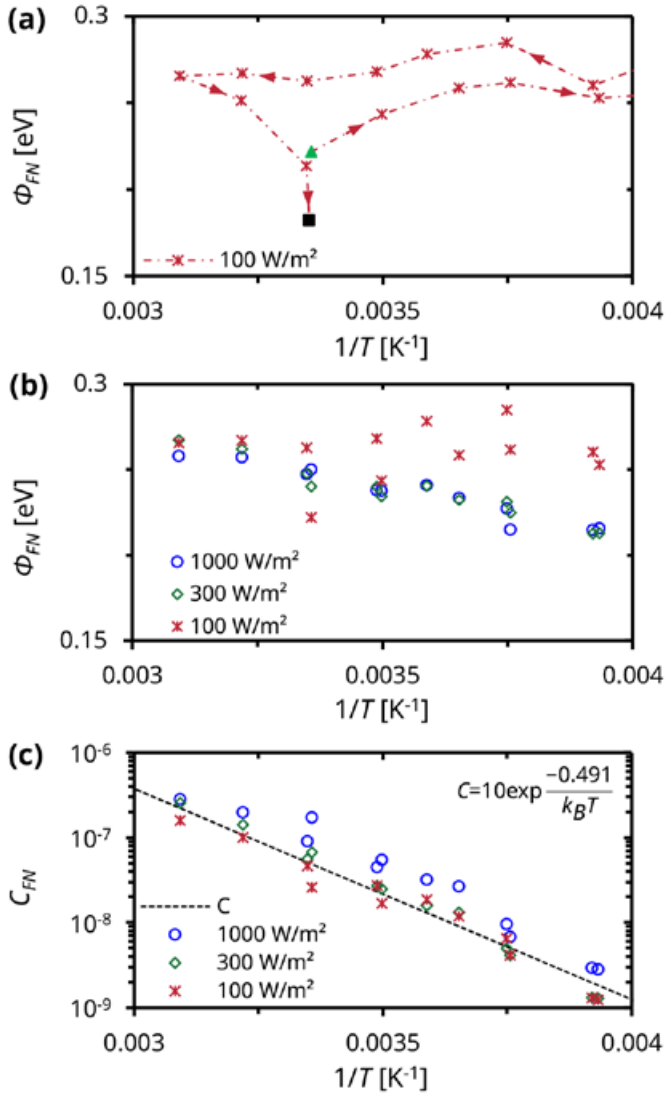 (a)
0.3
Φ_FN [eV]
0.15
100 W/m²
0.003
0.0035
0.004
1/T [K⁻¹]
(b)
0.3
Φ_FN [eV]
0.15
1000 W/m²
300 W/m²
100 W/m²
0.003
0.0035
0.004
1/T [K⁻¹]
(c)
10⁻⁶
10⁻⁷
10⁻⁸
10⁻⁹
C_FN
C=10exp −0.491/k_BT
C
1000 W/m²
300 W/m²
100 W/m²
0.003
0.0035
0.004
1/T [K⁻¹]